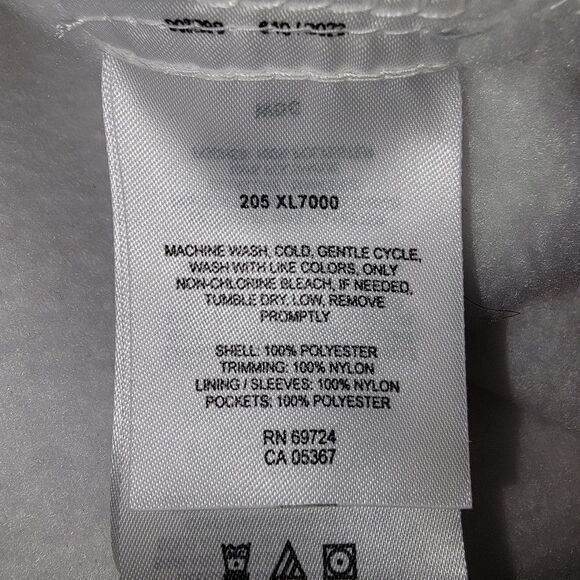 205 XL7000
MACHINE WASH, COLD, GENTLE CYCLE,
WASH WITH LIKE COLORS, ONLY
NON-CHLORINE BLEACH, IF NEEDED,
TUMBLE DRY, LOW, REMOVE
PROMPTLY
SHELL: 100% POLYESTER
TRIMMING: 100% NYLON
LINING / SLEEVES: 100% NYLON
POCKETS: 100% POLYESTER
RN 69724
CA 05367